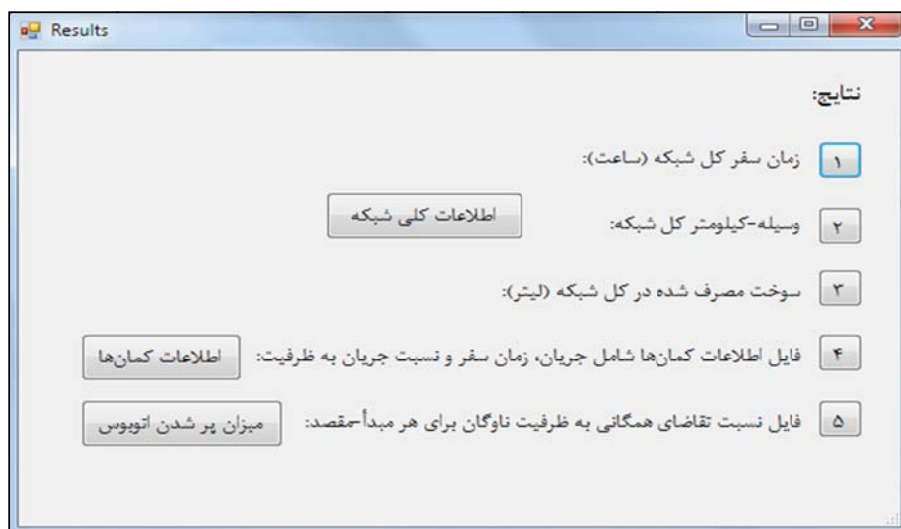 Results
نتایج:
۱ زمان سفر کل شبکه (ساعت):
۲ وسیله-کیلومتر کل شبکه:
اطلاعات کلی شبکه
۳ سوخت مصرف شده در کل شبکه (لیتر):
۴ فایل اطلاعات کمان‌ها شامل جریان، زمان سفر و نسبت جریان به ظرفیت: اطلاعات کمان‌ها
۵ فایل نسبت تقاضای همگانی به ظرفیت ناوگان برای هر مبدأ-مقصد: میزان پر شدن اتوبوس